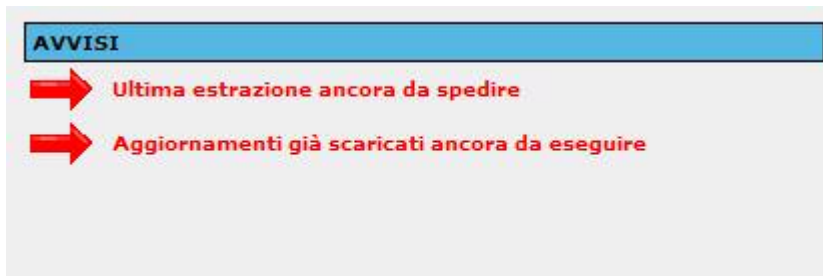 AVVISI
Ultima estrazione ancora da spedire
Aggiornamenti già scaricati ancora da eseguire